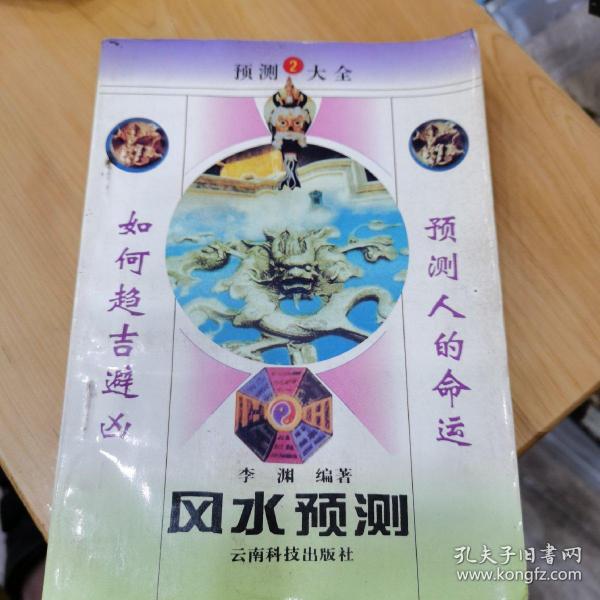 预测2大全
预测人的命运
如何趋吉避凶
李渊 编著
风水预测
云南科技出版社
孔夫子旧书网
www.kongfz.com